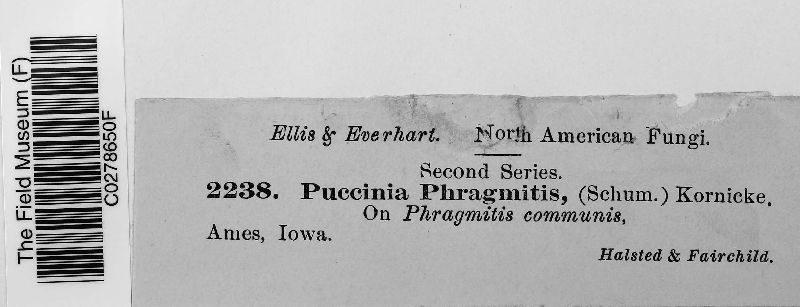 The Field Museum (F)
C0278650F
Ellis & Everhart. North American Fungi.
Second Series.
2238. Puccinia Phragmitis, (Schum.) Kornicke.
On Phragmitis communis,
Ames, Iowa.
Halsted & Fairchild.